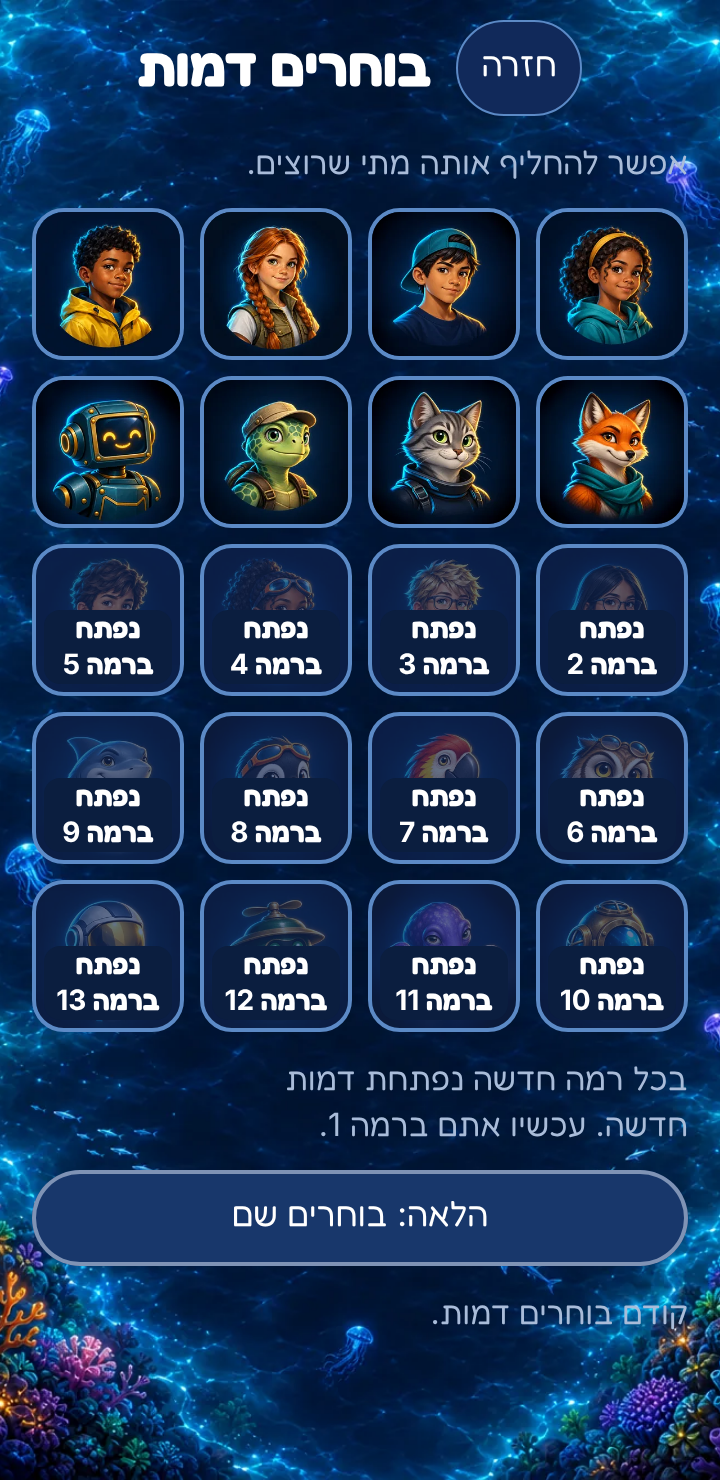 חזרה
בוחרים דמות
אפשר להחליף אותה מתי שרוצים.
נפתח
ברמה 2
נפתח
ברמה 3
נפתח
ברמה 4
נפתח
ברמה 5
נפתח
ברמה 6
נפתח
ברמה 7
נפתח
ברמה 8
נפתח
ברמה 9
נפתח
ברמה 10
נפתח
ברמה 11
נפתח
ברמה 12
נפתח
ברמה 13
בכל רמה חדשה נפתחת דמות
חדשה. עכשיו אתם ברמה 1.
הלאה: בוחרים שם
קודם בוחרים דמות.